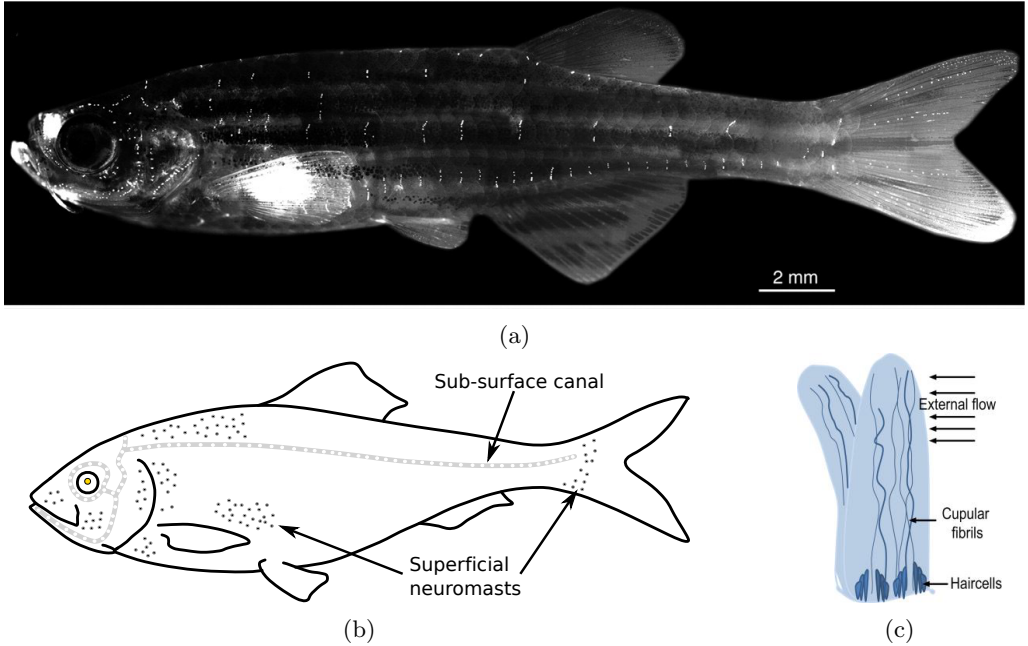 2 mm
(a)
Sub-surface canal
External flow
Cupular
fibrils
Superficial
neuromasts
Haircells
(b)
(c)